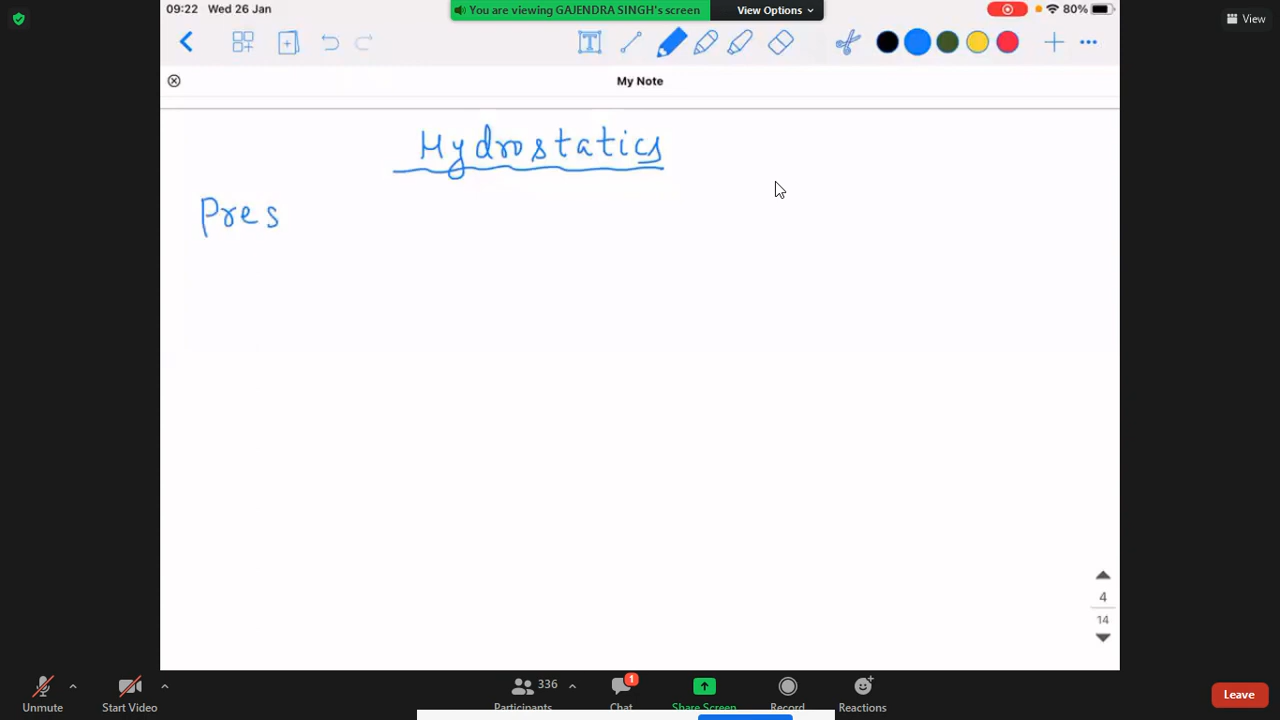 09:22 Wed 26 Jan
You are viewing GAJENDRA SINGH's screen
View Options
80%
View
My Note
Hydrostatics
Pres
4
14
Unmute
Start Video
336
Participants
1
Chat
Share Screen
Record
Reactions
Leave